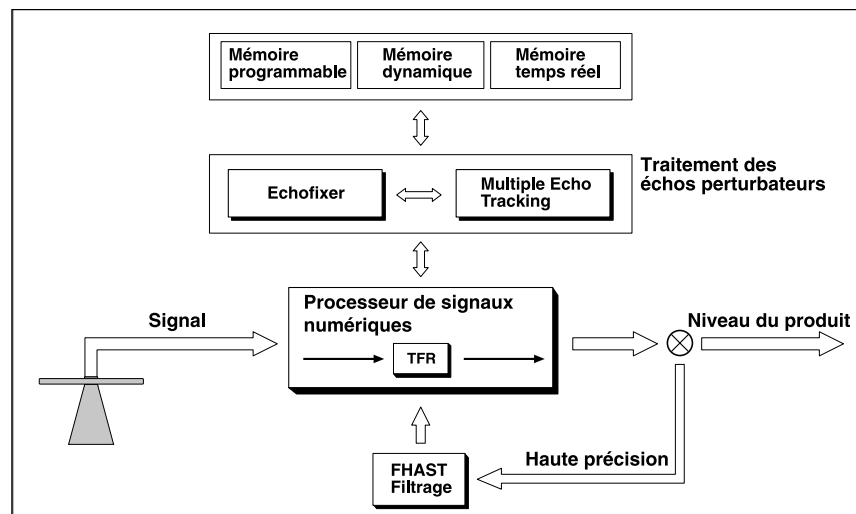 Mémoire
programmable
Mémoire
dynamique
Mémoire
temps réel
Traitement des
échos perturbateurs
Echofixer
Multiple Echo
Tracking
Signal
Processeur de signaux
numériques
TFR
Niveau du produit
Haute précision
FHAST
Filtrage